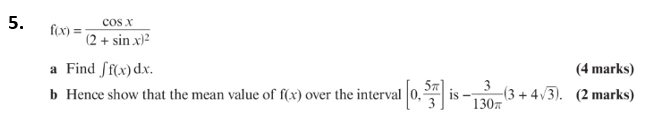 5. f(x) = cos x / (2 + sin x)²
a Find ∫f(x) dx. (4 marks)
b Hence show that the mean value of f(x) over the interval [0, 5π/3] is −3/130π (3 + 4√3). (2 marks)